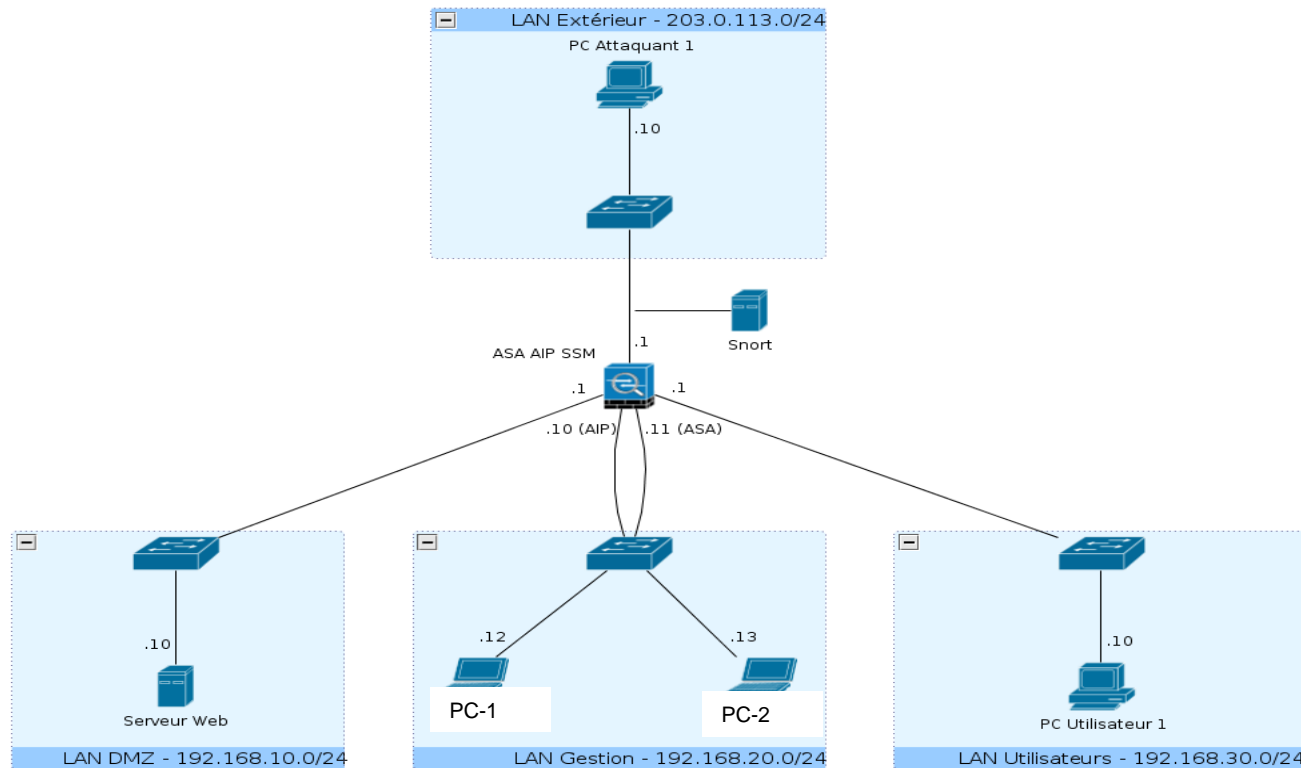 LAN Extérieur - 203.0.113.0/24
PC Attaquant 1
.10
Snort
.1
ASA AIP SSM
.1
.1
.10 (AIP)
.11 (ASA)
.10
Serveur Web
LAN DMZ - 192.168.10.0/24
.12
.13
PC-1
PC-2
LAN Gestion - 192.168.20.0/24
.10
PC Utilisateur 1
LAN Utilisateurs - 192.168.30.0/24